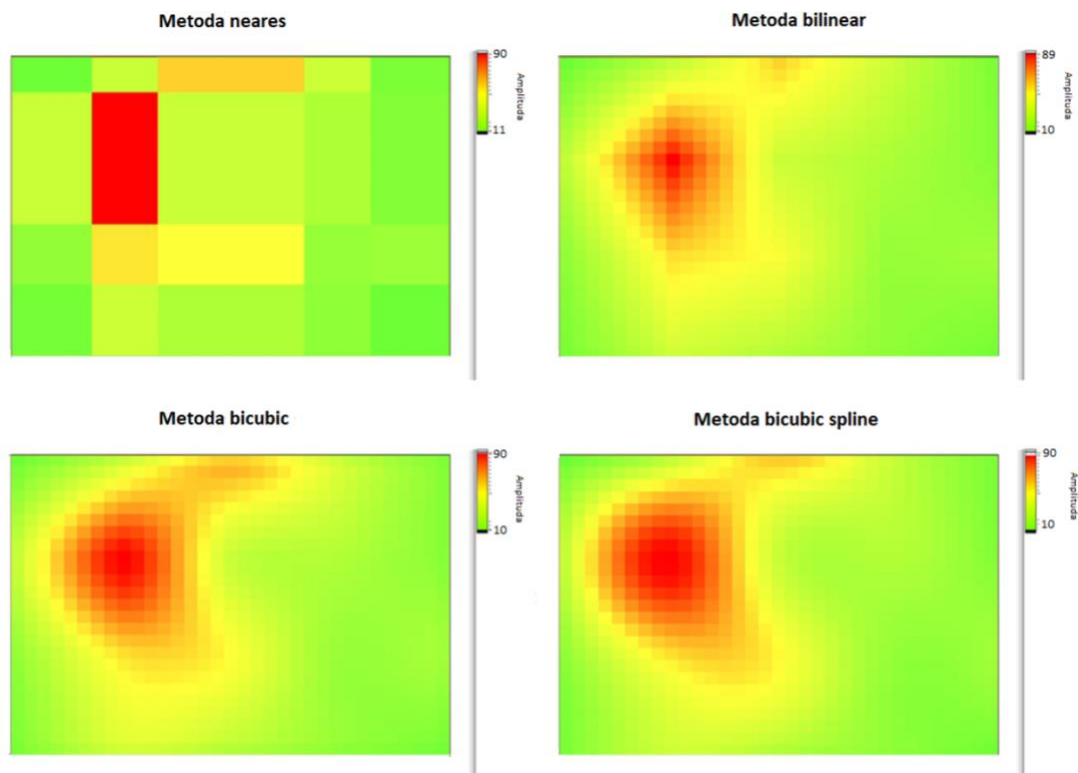 Metoda neares
90
Amplituda
11
Metoda bilinear
89
Amplituda
10
Metoda bicubic
90
Amplituda
10
Metoda bicubic spline
90
Amplituda
10